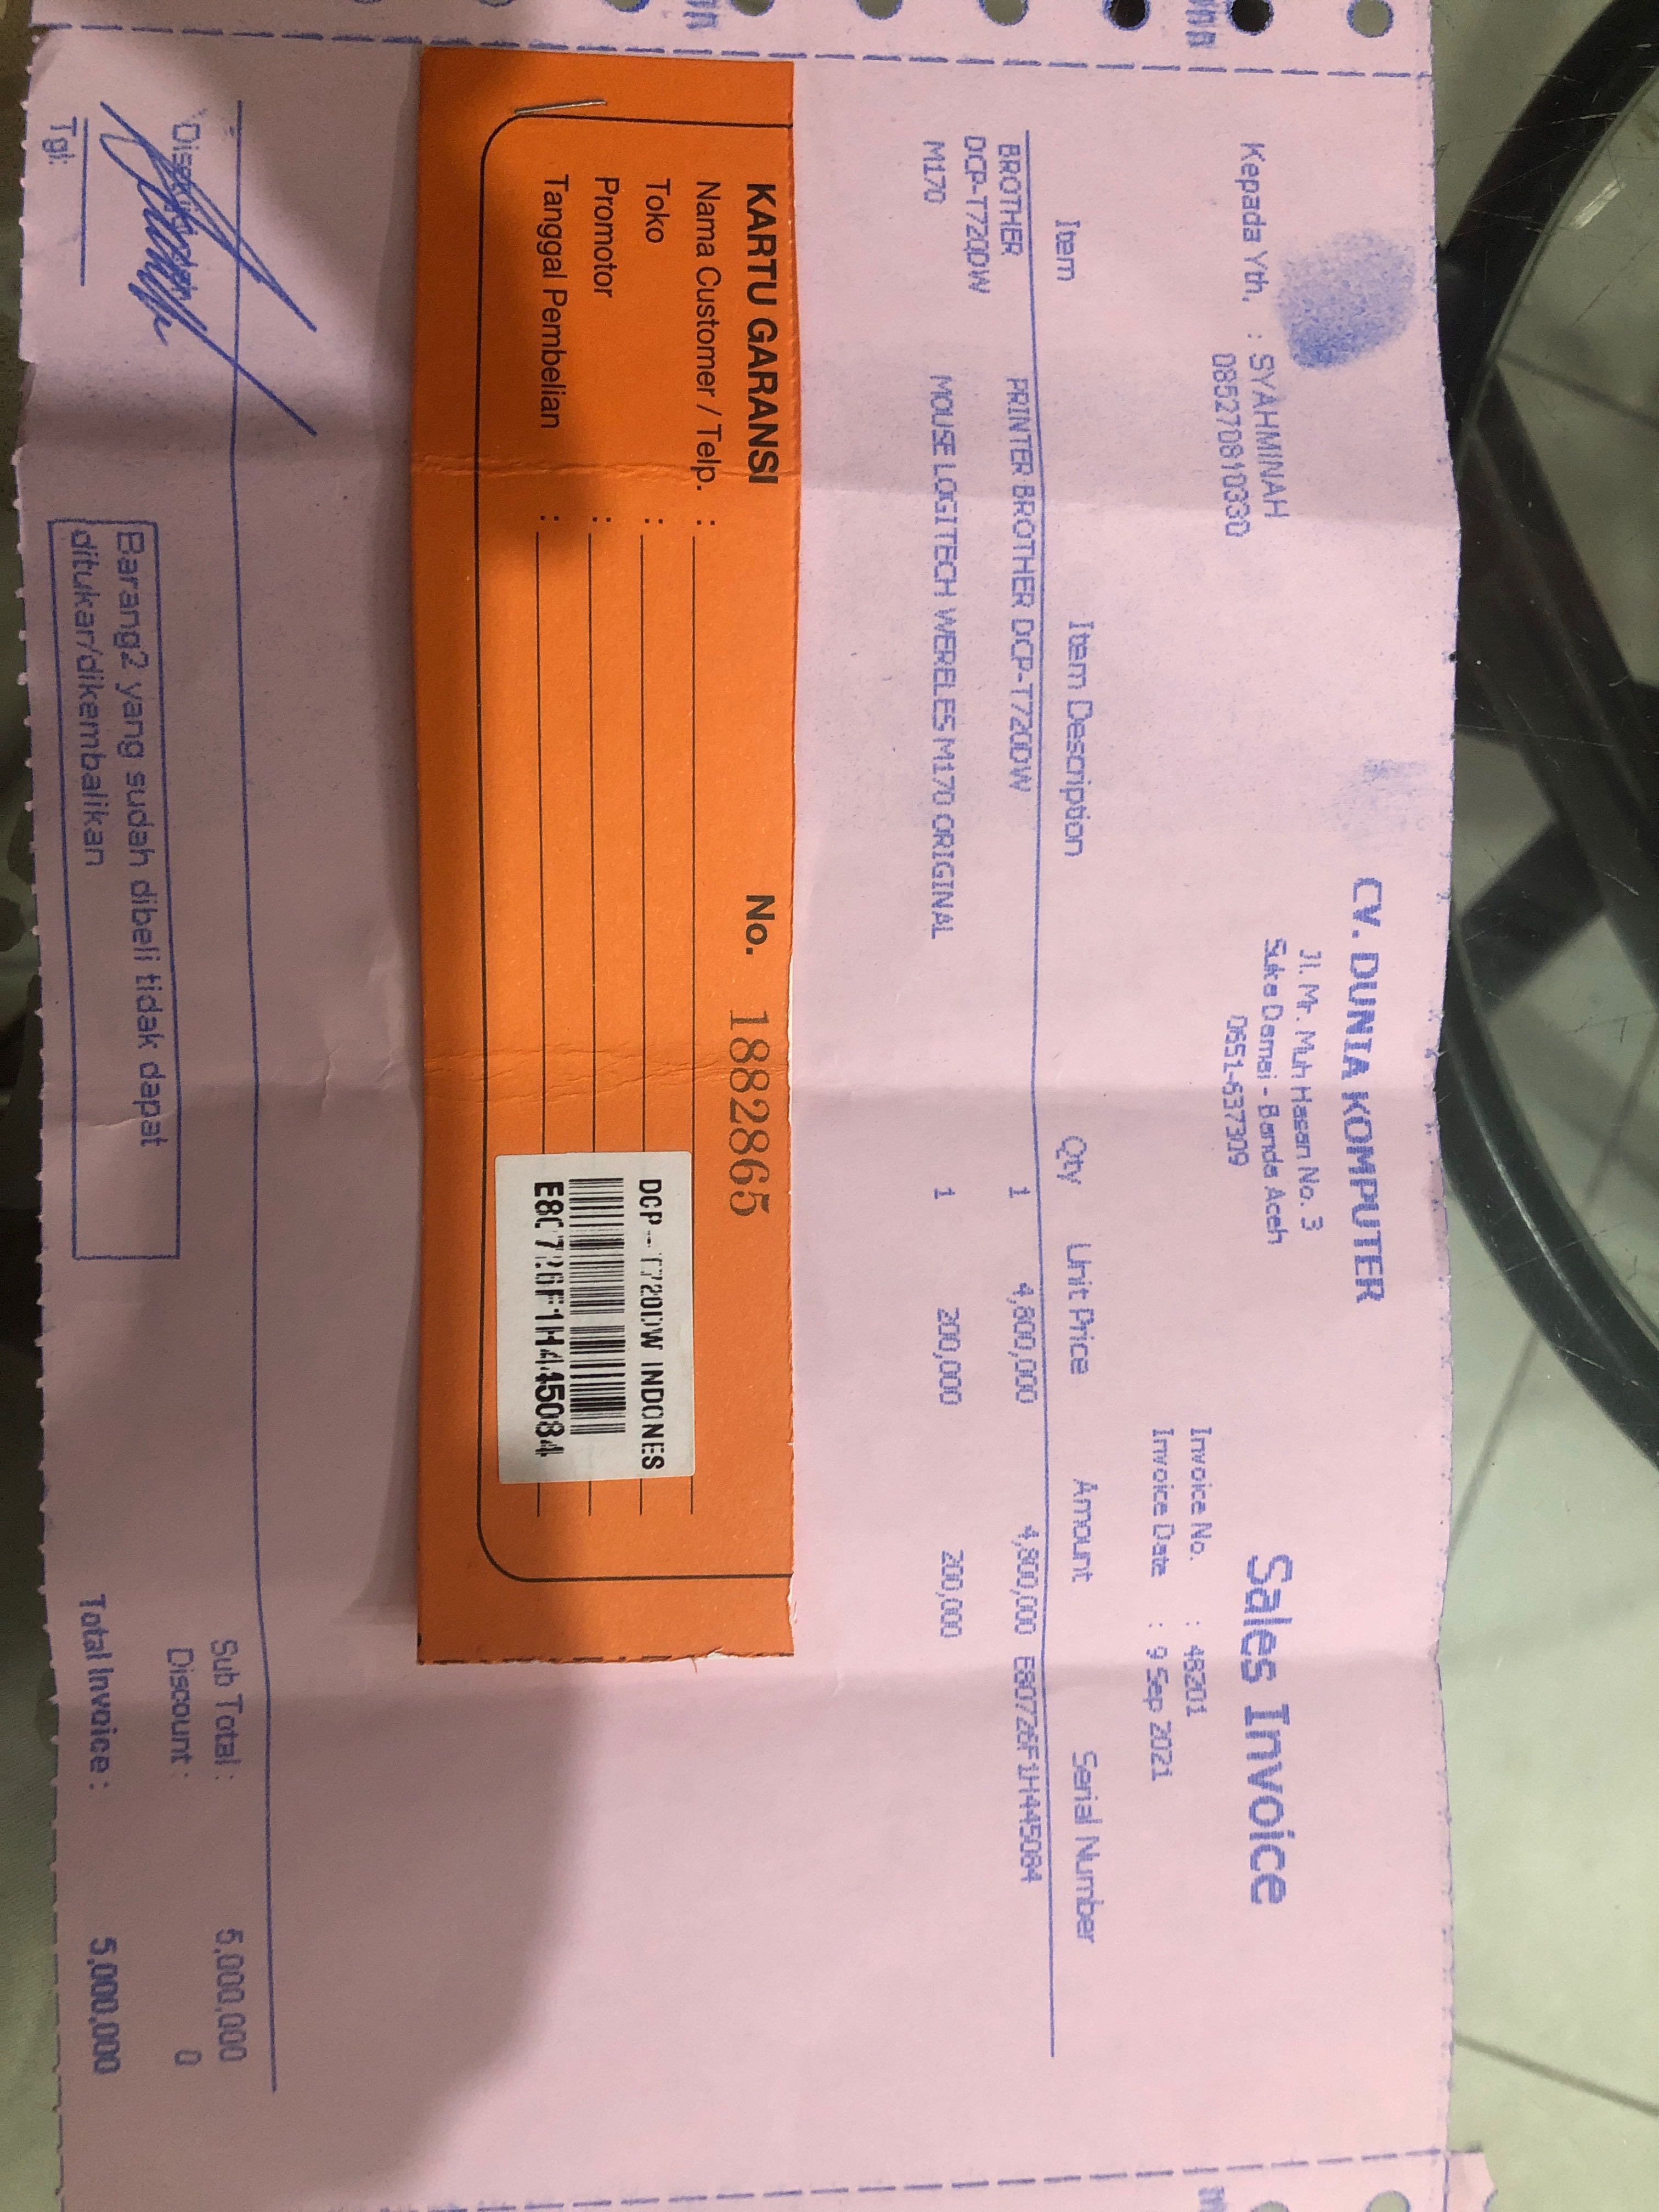 CV. DUNIA KOMPUTER
Jl. Mr. Muh Hasan No. 3
Suka Damai - Banda Aceh
0651-637309
Sales Invoice
Kepada Yth, : SYAHMINAH
085270810330
Invoice No. : 48201
Invoice Date : 9 Sep 2021
Item Item Description Qty Unit Price Amount Serial Number
BROTHER PRINTER BROTHER DCP-T720DW 1 4,800,000 4,800,000 E80726F1H445084
DCP-T720DW
M170 MOUSE LOGITECH WERELES M170 ORIGINAL 1 200,000 200,000
KARTU GARANSI No. 1882865
Nama Customer / Telp. :
Toko :
Promotor :
Tanggal Pembelian :
DCP-T720DW INDONES
E8C726F1H445084
Sub Total : 5,000,000
Discount : 0
Total Invoice : 5,000,000
Tgl:
Barang2 yang sudah dibeli tidak dapat
ditukar/dikembalikan